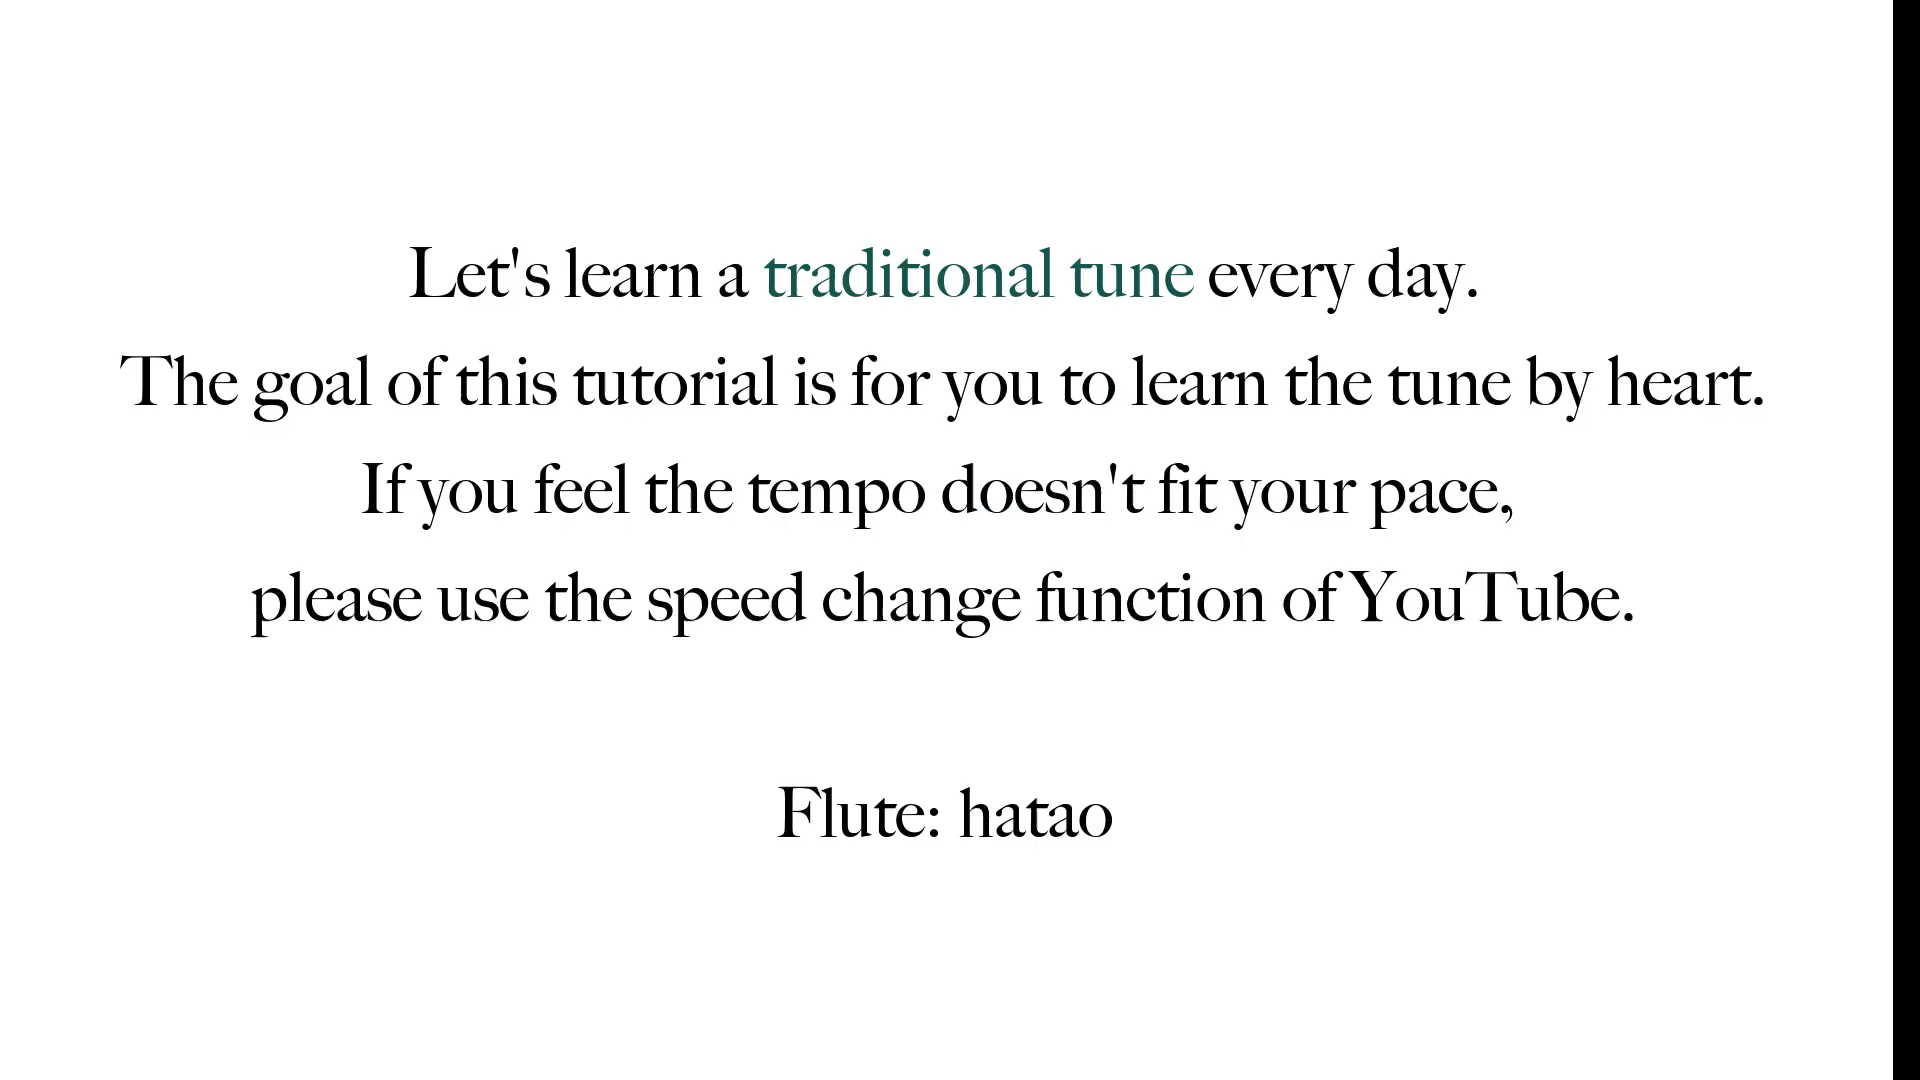 Let's learn a traditional tune every day.
The goal of this tutorial is for you to learn the tune by heart.
If you feel the tempo doesn't fit your pace,
please use the speed change function of YouTube.
Flute: hatao